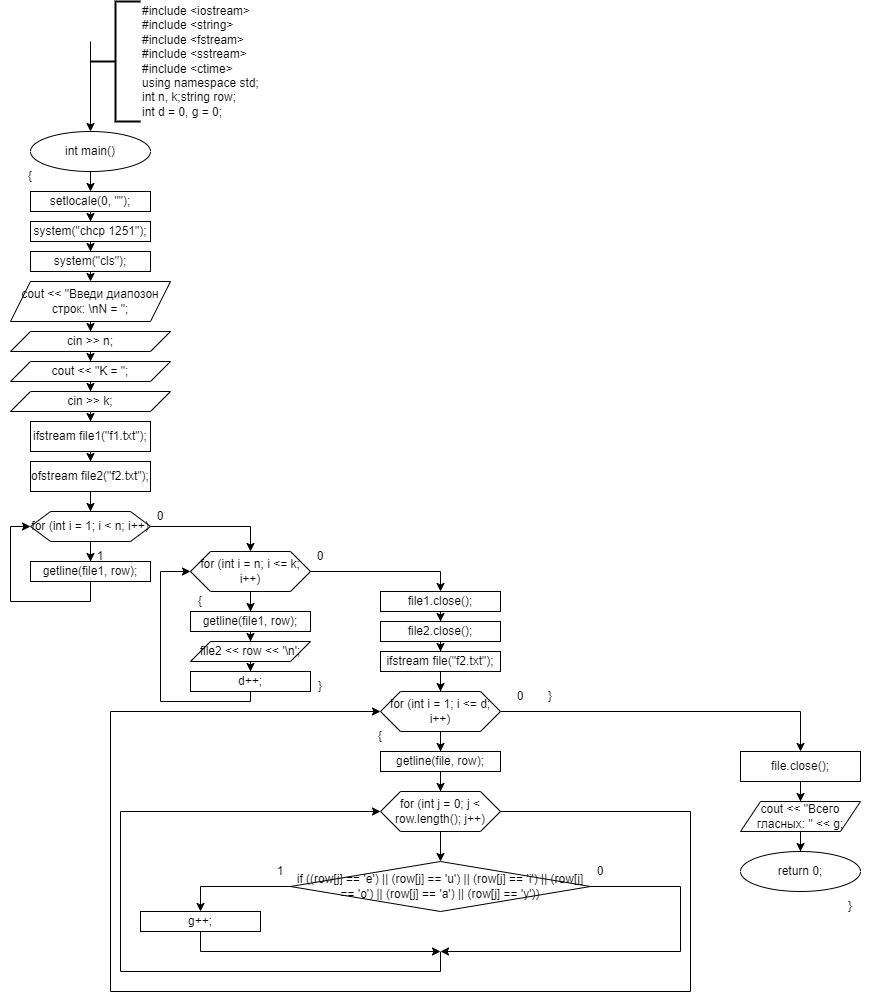 #include <iostream>
#include <string>
#include <fstream>
#include <sstream>
#include <ctime>
using namespace std;
int n, k;string row;
int d = 0, g = 0;
int main()
{
setlocale(0, "");
system("chcp 1251");
system("cls");
cout << "Введи диапозон
строк: \nN = ";
cin >> n;
cout << "K = ";
cin >> k;
ifstream file1("f1.txt");
ofstream file2("f2.txt");
for (int i = 1; i < n; i++)
0
1
getline(file1, row);
for (int i = n; i <= k;
i++)
0
{
getline(file1, row);
file2 << row << '\n';
d++;
}
file1.close();
file2.close();
ifstream file("f2.txt");
for (int i = 1; i <= d;
i++)
0
}
{
getline(file, row);
for (int j = 0; j <
row.length(); j++)
if ((row[j] == 'e') || (row[j] == 'u') || (row[j] == 'i') || (row[j]
== 'o') || (row[j] == 'a') || (row[j] == 'y'))
1
0
g++;
file.close();
cout << "Всего
гласных: " << g;
return 0;
}